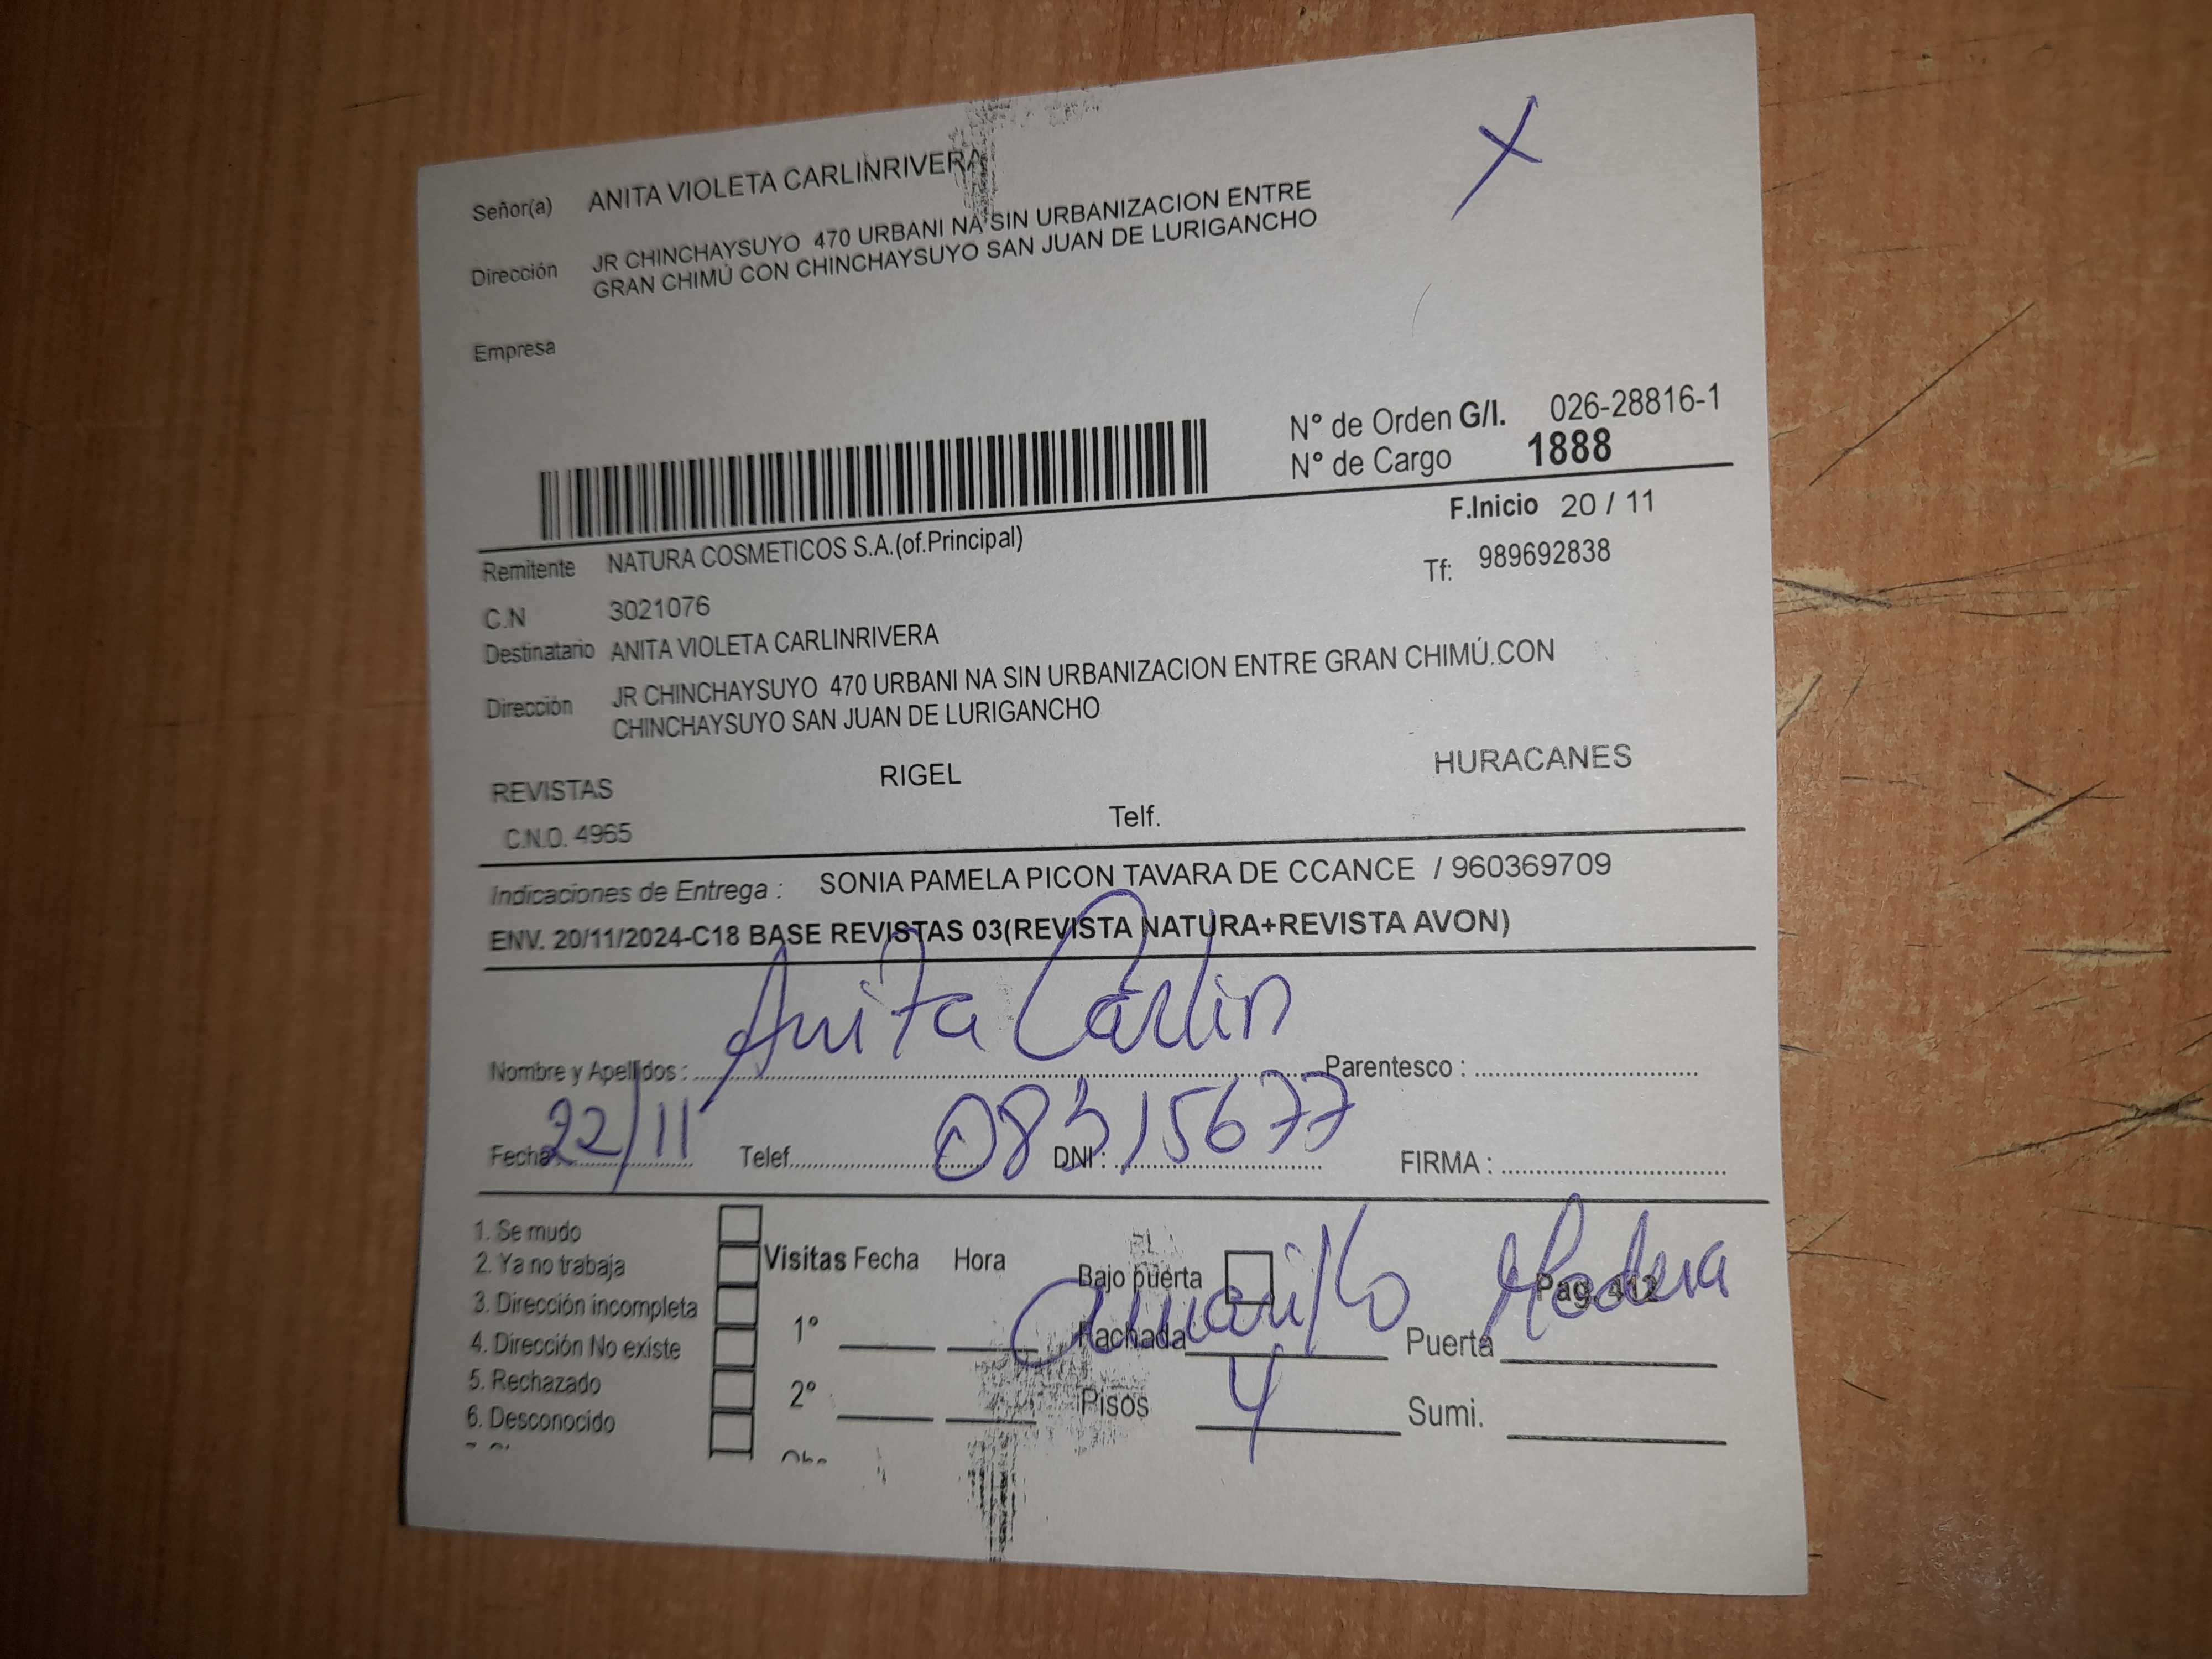 Señor(a) ANITA VIOLETA CARLINRIVERA
Dirección JR CHINCHAYSUYO 470 URBANI NA SIN URBANIZACION ENTRE
GRAN CHIMÚ CON CHINCHAYSUYO SAN JUAN DE LURIGANCHO
X
Empresa
N° de Orden G/I. 026-28816-1
N° de Cargo 1888
F.Inicio 20 / 11
Remitente NATURA COSMETICOS S.A.(of.Principal)
Tf: 989692838
C.N 3021076
Destinatario ANITA VIOLETA CARLINRIVERA
Dirección JR CHINCHAYSUYO 470 URBANI NA SIN URBANIZACION ENTRE GRAN CHIMÚ.CON
CHINCHAYSUYO SAN JUAN DE LURIGANCHO
REVISTAS RIGEL HURACANES
C.N.O. 4965 Telf.
Indicaciones de Entrega : SONIA PAMELA PICON TAVARA DE CCANCE / 960369709
ENV. 20/11/2024-C18 BASE REVISTAS 03(REVISTA NATURA+REVISTA AVON)
Nombre y Apellidos : Anita Carlin Parentesco :
Fecha 22/11 Telef. DNI : 08315677 FIRMA :
1. Se mudo
2. Ya no trabaja
3. Dirección incompleta
4. Dirección No existe
5. Rechazado
6. Desconocido
Visitas Fecha Hora
1°
2°
Bajo puerta Pag. 412
Fachada amarillo Puerta Madera
Pisos 4 Sumi.